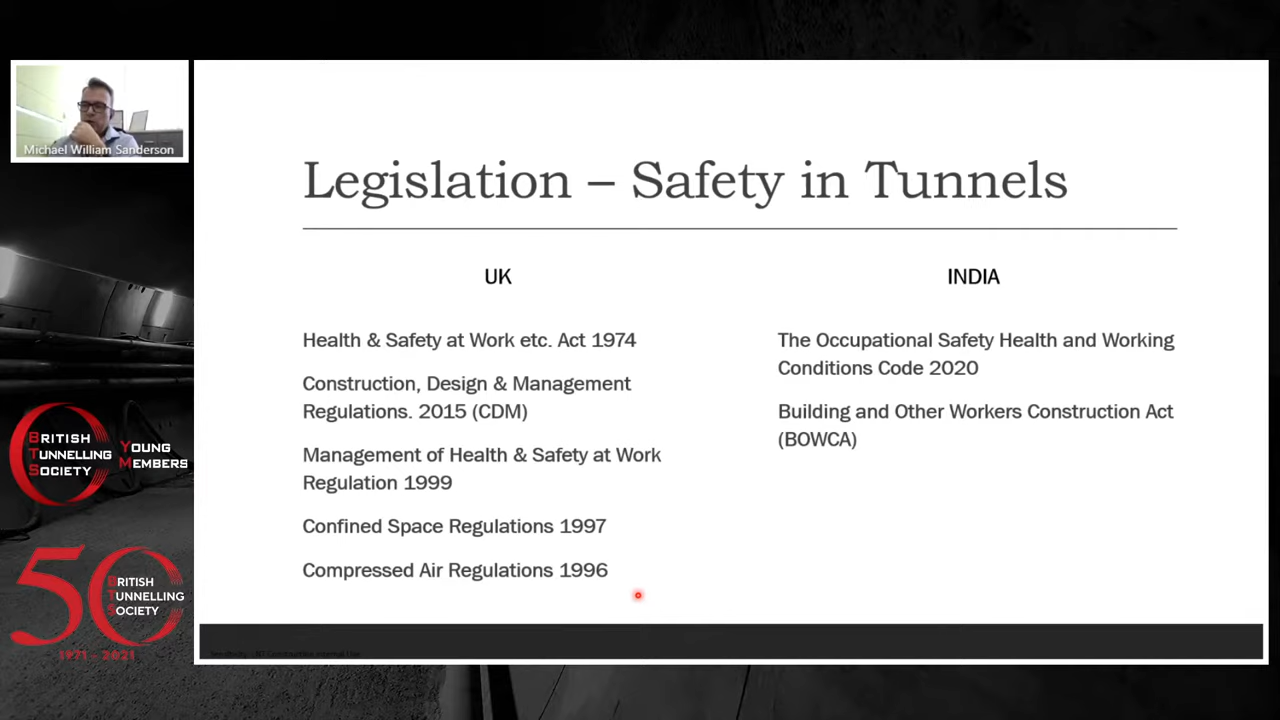 Michael William Sanderson
Legislation – Safety in Tunnels
UK
Health & Safety at Work etc. Act 1974
Construction, Design & Management
Regulations. 2015 (CDM)
Management of Health & Safety at Work
Regulation 1999
Confined Space Regulations 1997
Compressed Air Regulations 1996
INDIA
The Occupational Safety Health and Working
Conditions Code 2020
Building and Other Workers Construction Act
(BOWCA)
BRITISH
TUNNELLING
SOCIETY
YOUNG
MEMBERS
50
BRITISH
TUNNELLING
SOCIETY
1971 - 2021